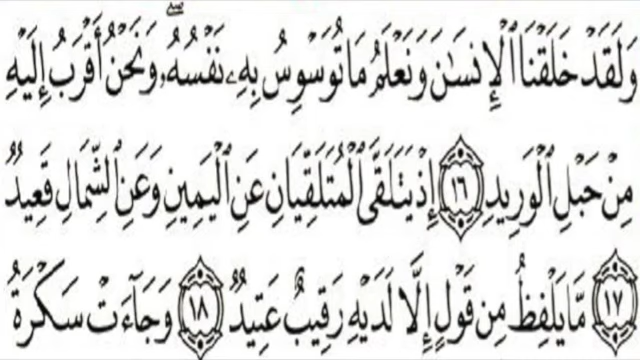 وَلَقَدْ خَلَقْنَا ٱلْإِنسَٰنَ وَنَعْلَمُ مَا تُوَسْوِسُ بِهِۦ نَفْسُهُۥ ۖ وَنَحْنُ أَقْرَبُ إِلَيْهِ
مِنْ حَبْلِ ٱلْوَرِيدِ ١٦ إِذْ يَتَلَقَّى ٱلْمُتَلَقِّيَانِ عَنِ ٱلْيَمِينِ وَعَنِ ٱلشِّمَالِ قَعِيدٌ
١٧ مَّا يَلْفِظُ مِن قَوْلٍ إِلَّا لَدَيْهِ رَقِيبٌ عَتِيدٌ ١٨ وَجَآءَتْ سَكْرَةُ